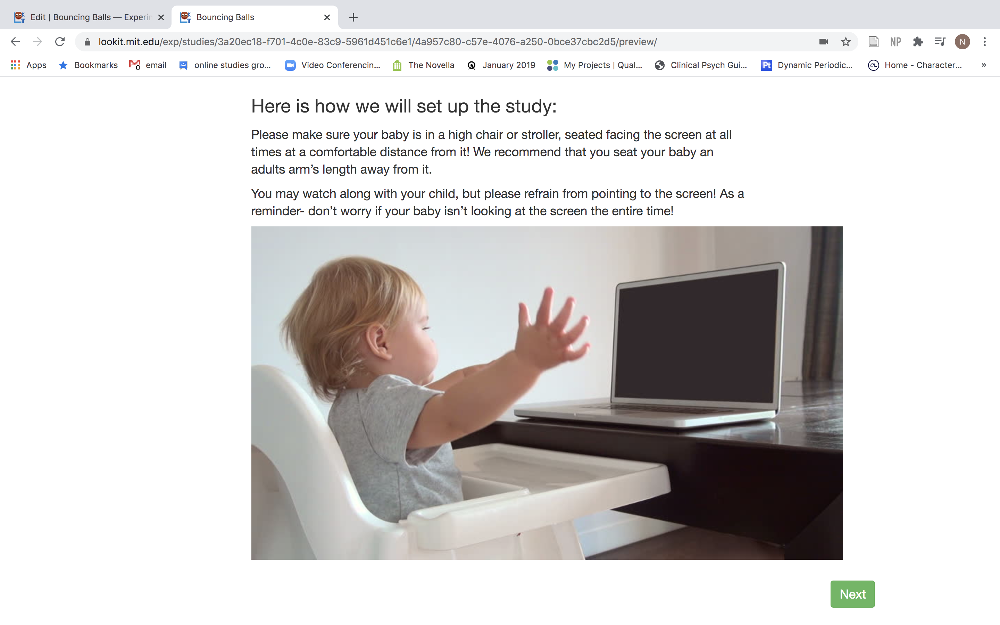 Edit | Bouncing Balls — Experin
Bouncing Balls
lookit.mit.edu/exp/studies/3a20ec18-f701-4c0e-83c9-5961d451c6e1/4a957c80-c57e-4076-a250-0bce37cbc2d5/preview/
NP
N
Apps
Bookmarks
email
online studies gro...
Video Conferencin...
The Novella
January 2019
My Projects | Qual...
Clinical Psych Gui...
Pt
Dynamic Periodic...
CL
Home - Character...
»
Here is how we will set up the study:
Please make sure your baby is in a high chair or stroller, seated facing the screen at all
times at a comfortable distance from it! We recommend that you seat your baby an
adults arm’s length away from it.
You may watch along with your child, but please refrain from pointing to the screen! As a
reminder- don’t worry if your baby isn’t looking at the screen the entire time!
Next